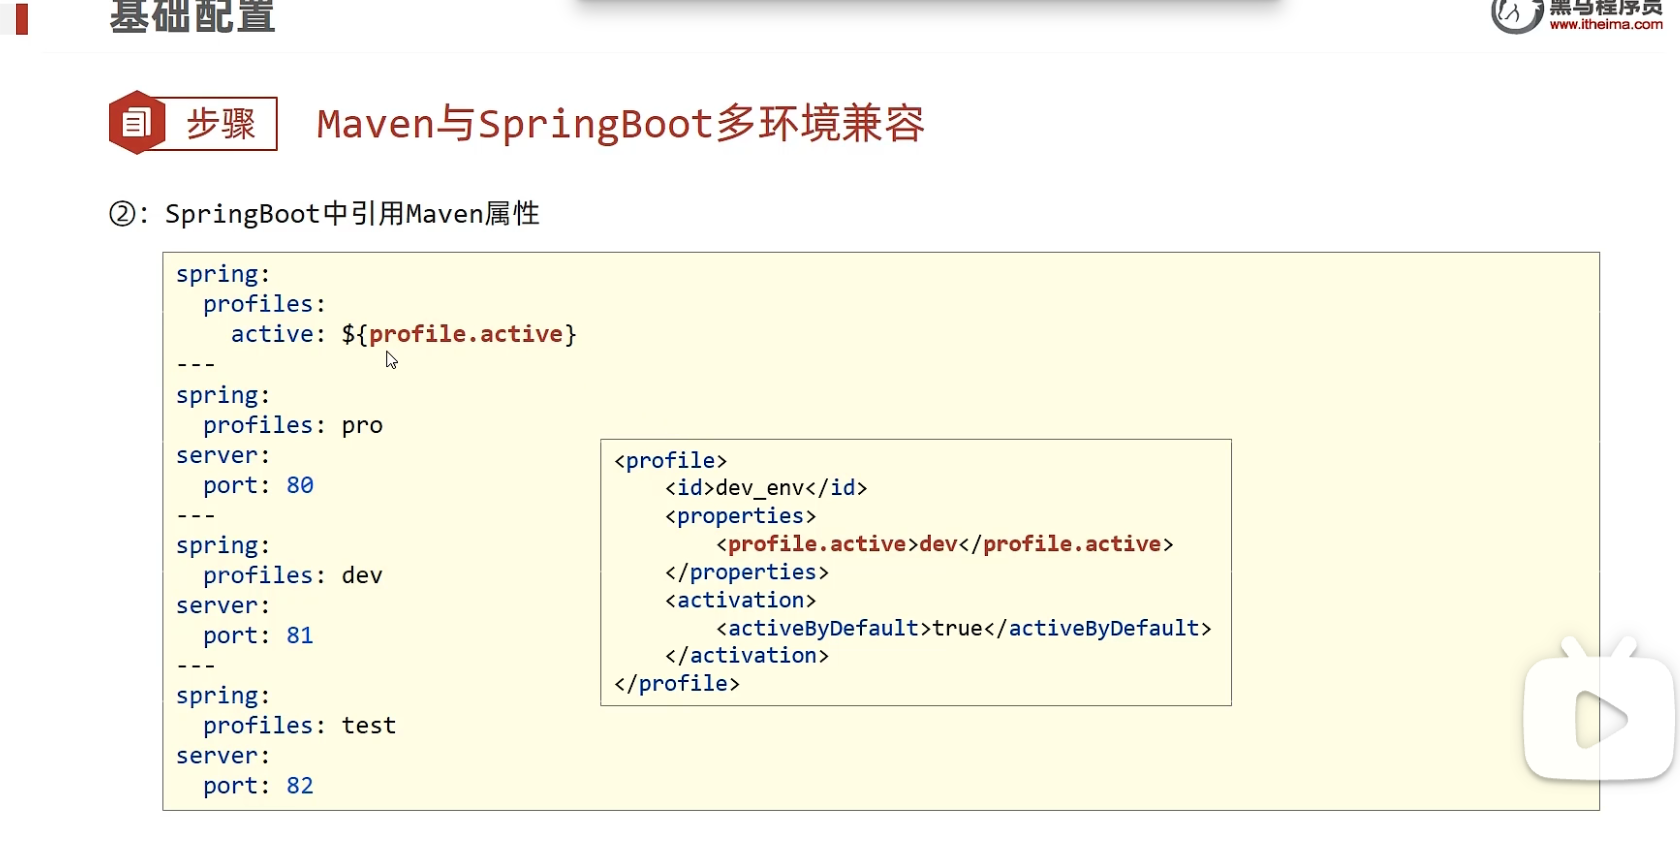 基础配置
黑马程序员
www.itheima.com
步骤
Maven与SpringBoot多环境兼容
②：SpringBoot中引用Maven属性
spring:
  profiles:
    active: ${profile.active}
---
spring:
  profiles: pro
server:
  port: 80
---
spring:
  profiles: dev
server:
  port: 81
---
spring:
  profiles: test
server:
  port: 82
<profile>
    <id>dev_env</id>
    <properties>
        <profile.active>dev</profile.active>
    </properties>
    <activation>
        <activeByDefault>true</activeByDefault>
    </activation>
</profile>